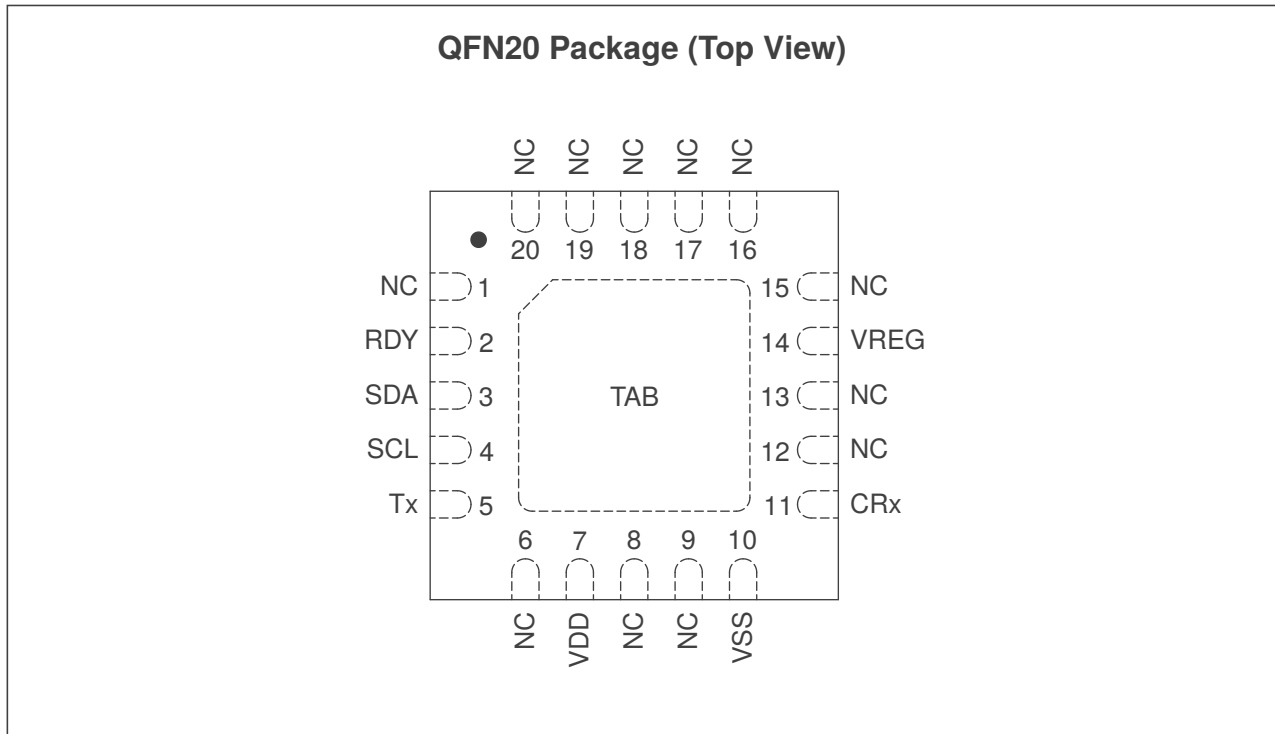 QFN20 Package (Top View)
NC NC NC NC NC
20 19 18 17 16
NC 1 15 NC
RDY 2 14 VREG
SDA 3 TAB 13 NC
SCL 4 12 NC
Tx 5 11 CRx
6 7 8 9 10
NC VDD NC NC VSS